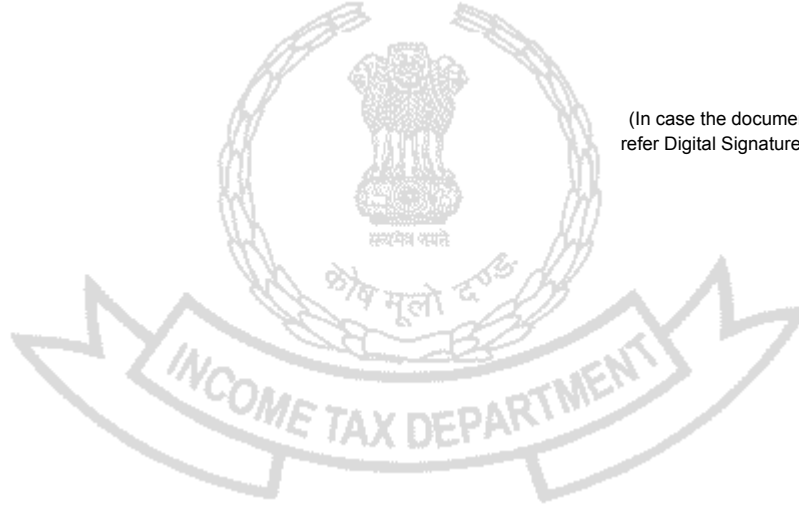 (In case the docume
refer Digital Signature
सत्यमेव जयते
कोष मूलो दण्ड
INCOME TAX DEPARTMENT